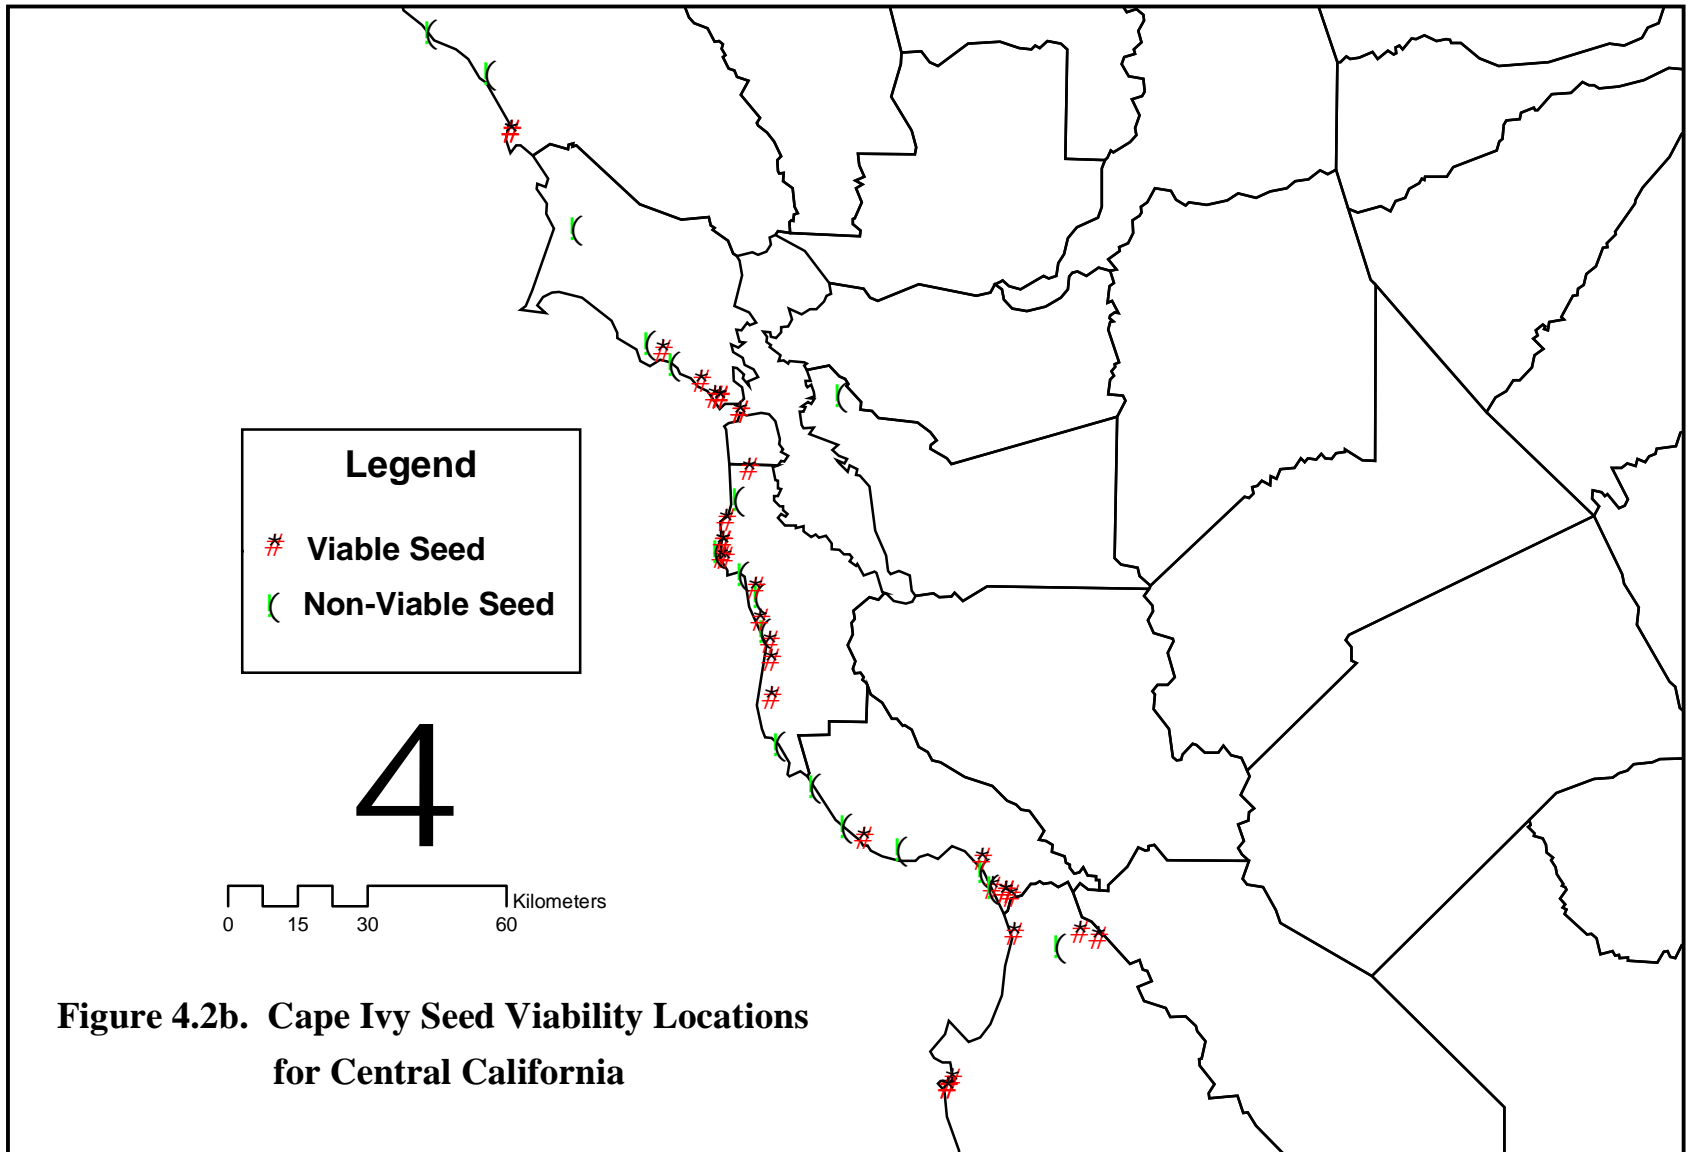 Legend
Viable Seed
Non-Viable Seed
4
Kilometers
0 15 30 60
Figure 4.2b. Cape Ivy Seed Viability Locations
for Central California